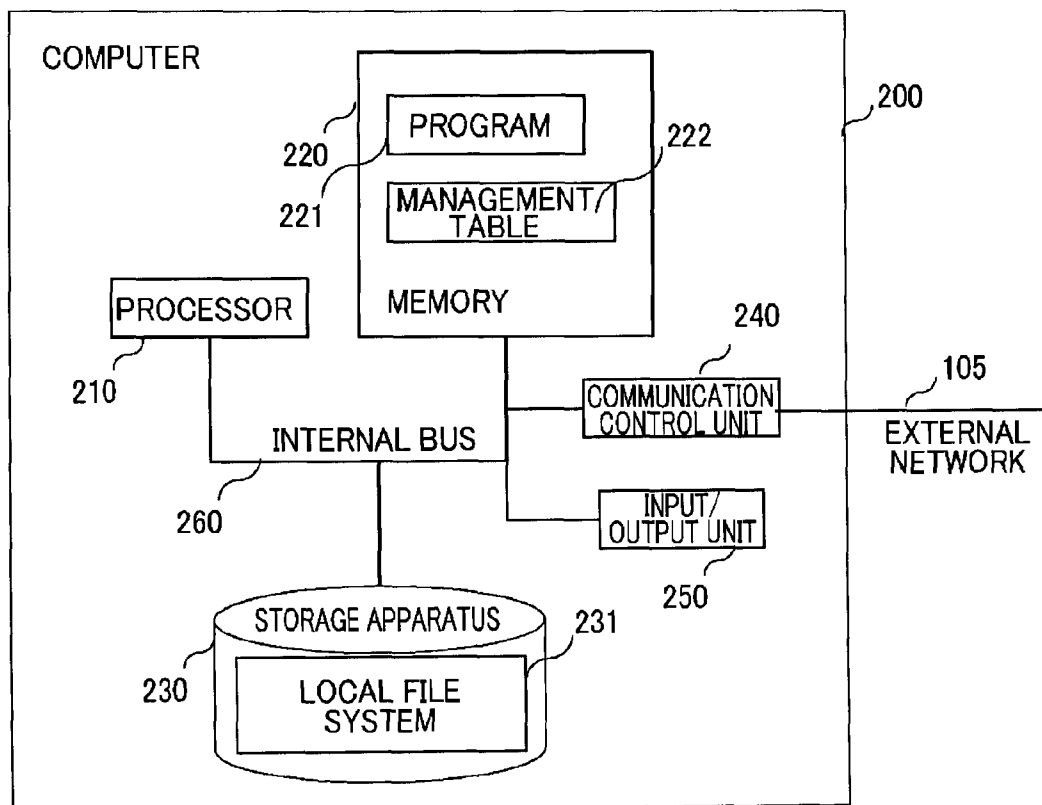 COMPUTER
200
220
PROGRAM
221
222
MANAGEMENT
TABLE
MEMORY
PROCESSOR
210
240
COMMUNICATION
CONTROL UNIT
105
EXTERNAL
NETWORK
INTERNAL BUS
260
INPUT/
OUTPUT UNIT
250
STORAGE APPARATUS
231
230
LOCAL FILE
SYSTEM